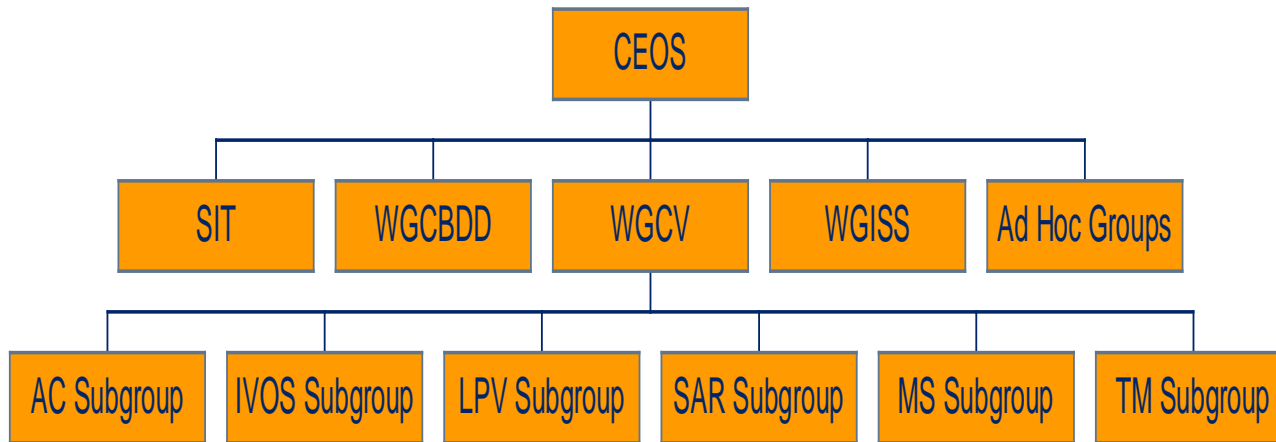 CEOS
SIT
WGCBDD
WGCV
WGISS
Ad Hoc Groups
AC Subgroup
IVOS Subgroup
LPV Subgroup
SAR Subgroup
MS Subgroup
TM Subgroup